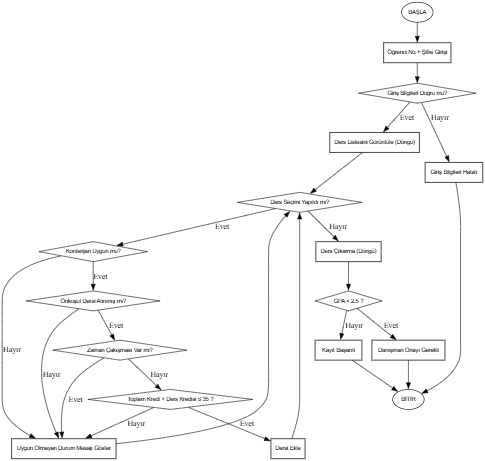 BAŞLA
Öğrenci No + Şifre Girişi
Giriş Bilgileri Doğru mu?
Evet
Hayır
Ders Listesini Görüntüle (Döngü)
Giriş Bilgileri Hatalı
Ders Seçimi Yapıldı mı?
Evet
Hayır
Kontenjan Uygun mu?
Ders Çıkarma (Döngü)
Evet
Önkoşul Dersi Alınmış mı?
GPA < 2.5 ?
Evet
Hayır
Evet
Hayır
Zaman Çakışması Var mı?
Kayıt Başarılı
Danışman Onayı Gerekli
Hayır
Hayır
Evet
Toplam Kredi + Ders Kredisi ≤ 35 ?
BİTİR
Hayır
Evet
Uygun Olmayan Durum Mesajı Göster
Dersi Ekle